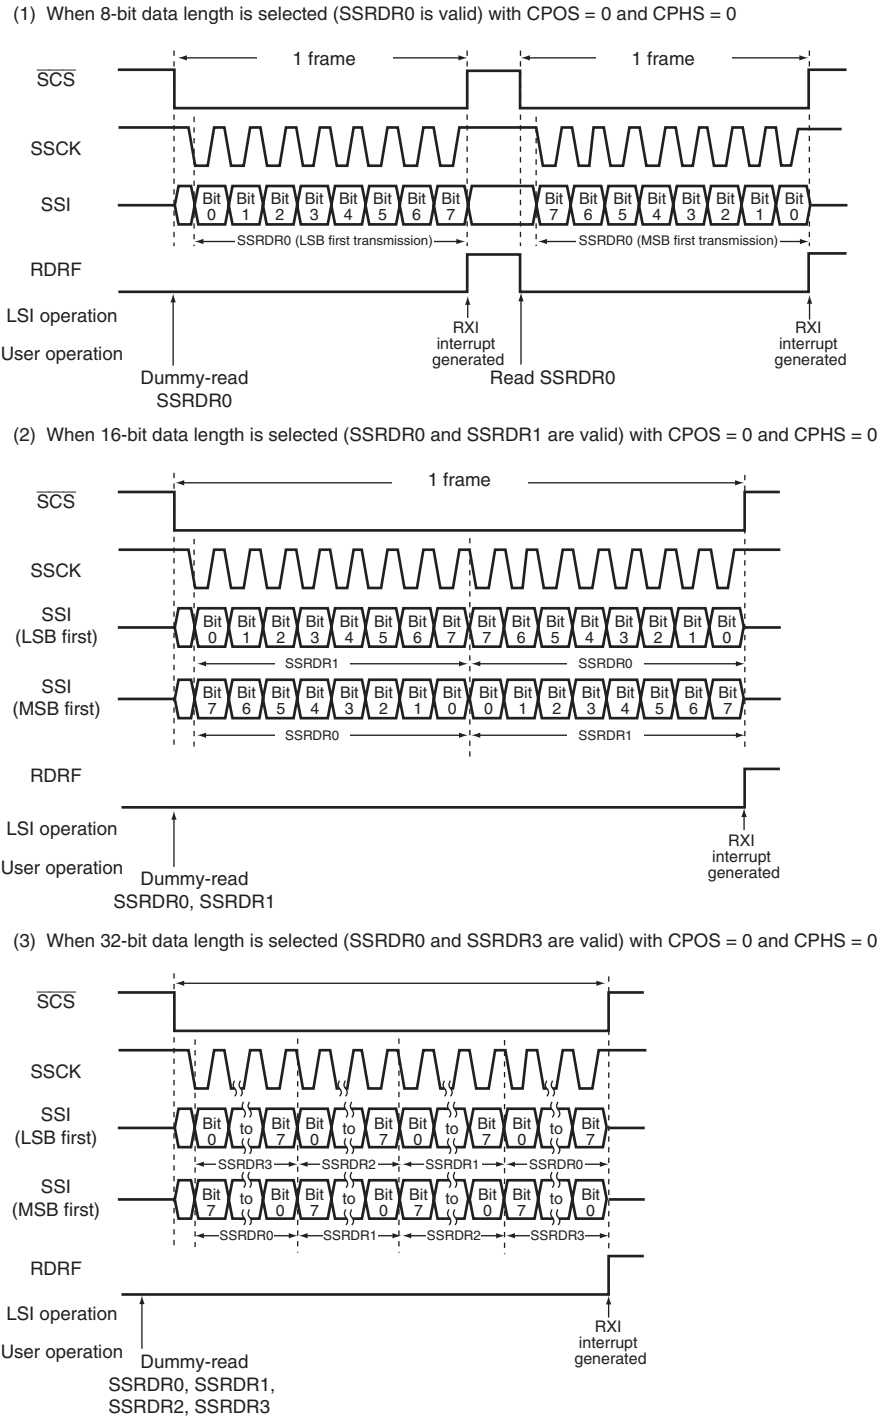 (1) When 8-bit data length is selected (SSRDR0 is valid) with CPOS = 0 and CPHS = 0
1 frame 1 frame
SCS
SSCK
SSI Bit 0 Bit 1 Bit 2 Bit 3 Bit 4 Bit 5 Bit 6 Bit 7 Bit 7 Bit 6 Bit 5 Bit 4 Bit 3 Bit 2 Bit 1 Bit 0
SSRDR0 (LSB first transmission) SSRDR0 (MSB first transmission)
RDRF
LSI operation
RXI interrupt generated
RXI interrupt generated
User operation
Dummy-read
SSRDR0
Read SSRDR0
(2) When 16-bit data length is selected (SSRDR0 and SSRDR1 are valid) with CPOS = 0 and CPHS = 0
1 frame
SCS
SSCK
SSI
(LSB first)
Bit 0 Bit 1 Bit 2 Bit 3 Bit 4 Bit 5 Bit 6 Bit 7 Bit 7 Bit 6 Bit 5 Bit 4 Bit 3 Bit 2 Bit 1 Bit 0
SSRDR1 SSRDR0
SSI
(MSB first)
Bit 7 Bit 6 Bit 5 Bit 4 Bit 3 Bit 2 Bit 1 Bit 0 Bit 0 Bit 1 Bit 2 Bit 3 Bit 4 Bit 5 Bit 6 Bit 7
SSRDR0 SSRDR1
RDRF
LSI operation
RXI
interrupt
generated
User operation
Dummy-read
SSRDR0, SSRDR1
(3) When 32-bit data length is selected (SSRDR0 and SSRDR3 are valid) with CPOS = 0 and CPHS = 0
SCS
SSCK
SSI
(LSB first)
Bit 0 to Bit 7 Bit 0 to Bit 7 Bit 0 to Bit 7 Bit 0 to Bit 7
SSRDR3 SSRDR2 SSRDR1 SSRDR0
SSI
(MSB first)
Bit 7 to Bit 0 Bit 7 to Bit 0 Bit 7 to Bit 0 Bit 7 to Bit 0
SSRDR0 SSRDR1 SSRDR2 SSRDR3
RDRF
LSI operation
RXI
interrupt
generated
User operation
Dummy-read
SSRDR0, SSRDR1,
SSRDR2, SSRDR3